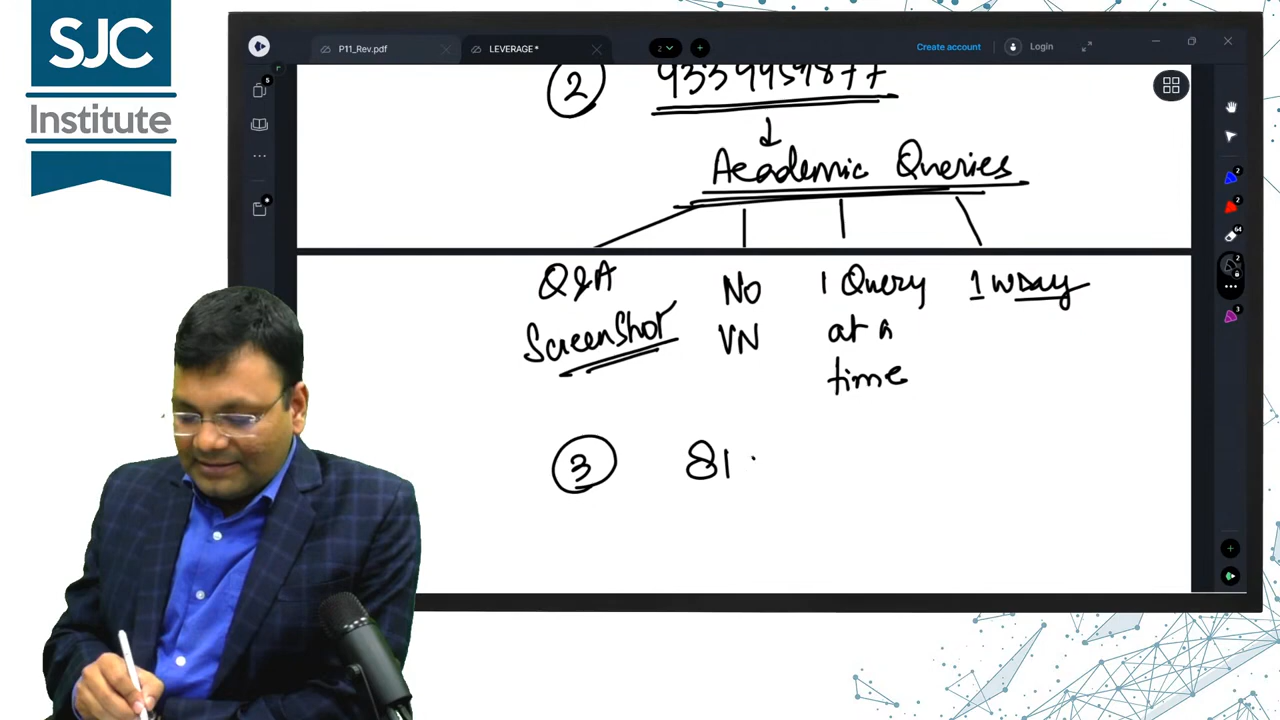 SJC
Institute
P11_Rev.pdf
LEVERAGE*
2
Create account
Login
2
Academic Queries
Q&A No 1 Query 1 wday
Screenshot VN at a
time
3 81